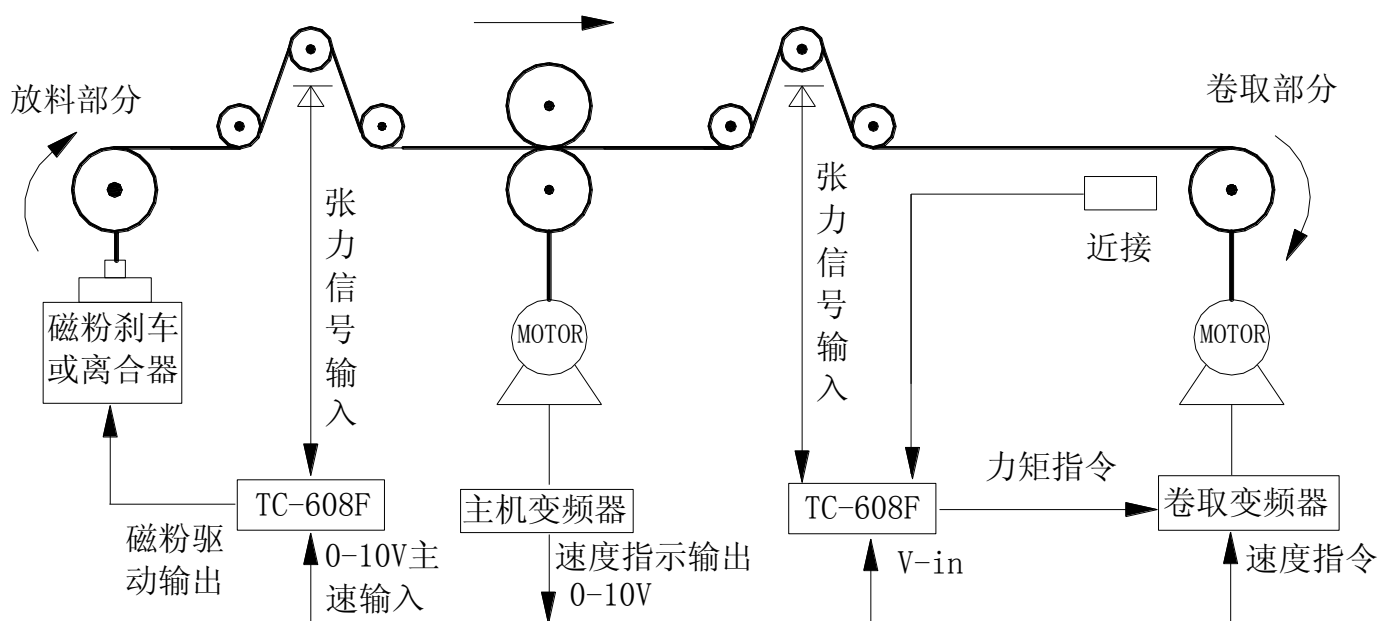 放料部分
卷取部分
张力信号输入
张力信号输入
近接
磁粉刹车
或离合器
MOTOR
MOTOR
力矩指令
TC-608F
主机变频器
TC-608F
卷取变频器
磁粉驱
动输出
0-10V主
速输入
速度指示输出
0-10V
V-in
速度指令